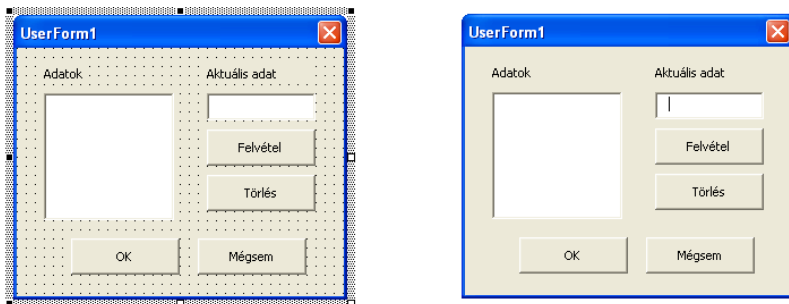 UserForm1
Adatok
Aktuális adat
Felvétel
Törlés
OK
Mégsem
UserForm1
Adatok
Aktuális adat
Felvétel
Törlés
OK
Mégsem